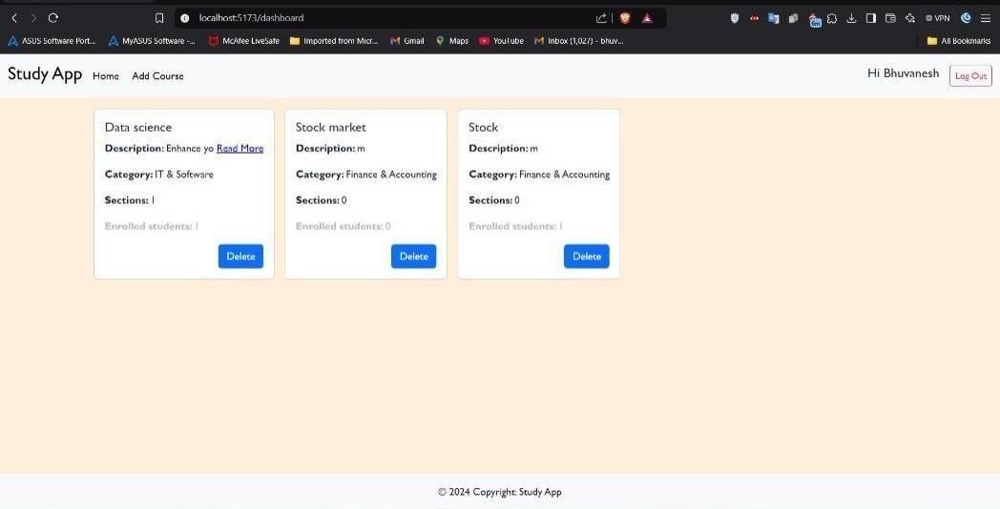 localhost:5173/dashboard
6m
VPN
ASUS Software Port...
MyASUS Software -...
McAfee LiveSafe
Imported from Micr...
Gmail
Maps
YouTube
Inbox (1,027) - bhuv...
All Bookmarks
Study App
Home
Add Course
Hi Bhuvanesh
Log Out
Data science
Description: Enhance yo Read More
Category: IT & Software
Sections: 1
Enrolled students: 1
Delete
Stock market
Description: m
Category: Finance & Accounting
Sections: 0
Enrolled students: 0
Delete
Stock
Description: m
Category: Finance & Accounting
Sections: 0
Enrolled students: 1
Delete
© 2024 Copyright: Study App